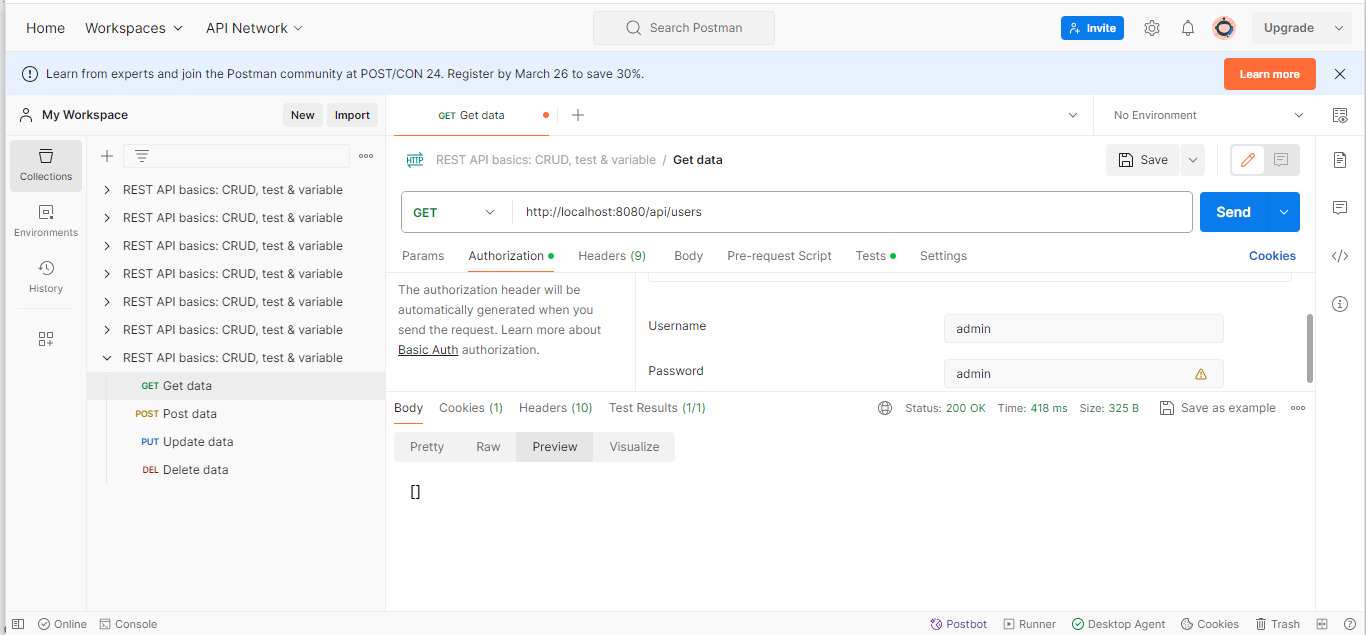 Home Workspaces API Network Search Postman Invite Upgrade
Learn from experts and join the Postman community at POST/CON 24. Register by March 26 to save 30%. Learn more
My Workspace New Import GET Get data No Environment
Collections
Environments
History
REST API basics: CRUD, test & variable
REST API basics: CRUD, test & variable
REST API basics: CRUD, test & variable
REST API basics: CRUD, test & variable
REST API basics: CRUD, test & variable
REST API basics: CRUD, test & variable
REST API basics: CRUD, test & variable
GET Get data
POST Post data
PUT Update data
DEL Delete data
HTTP REST API basics: CRUD, test & variable / Get data Save
GET http://localhost:8080/api/users Send
Params Authorization Headers (9) Body Pre-request Script Tests Settings Cookies
The authorization header will be
automatically generated when you
send the request. Learn more about
Basic Auth authorization.
Username admin
Password admin
Body Cookies (1) Headers (10) Test Results (1/1) Status: 200 OK Time: 418 ms Size: 325 B Save as example
Pretty Raw Preview Visualize
[]
Online Console Postbot Runner Desktop Agent Cookies Trash